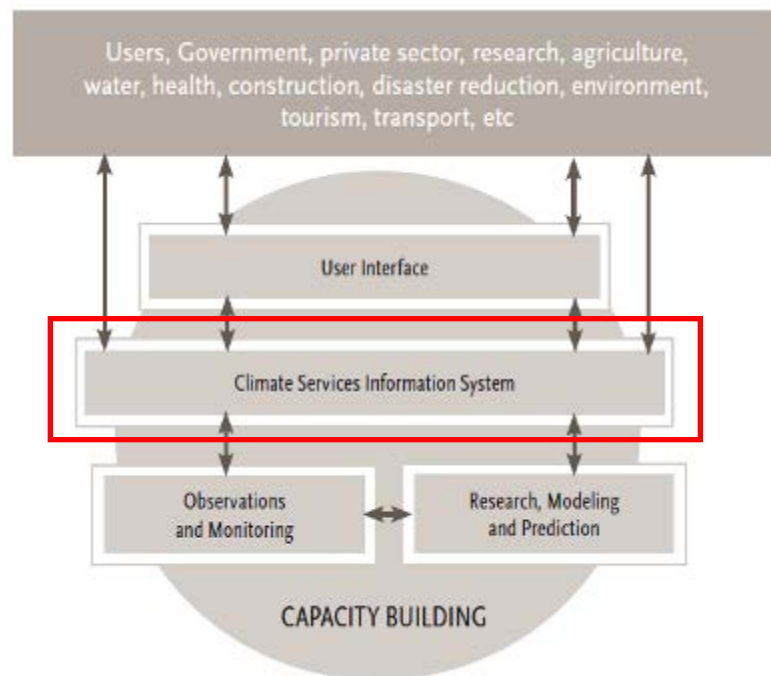 Users, Government, private sector, research, agriculture,
water, health, construction, disaster reduction, environment,
tourism, transport, etc
User Interface
Climate Services Information System
Observations
and Monitoring
Research, Modeling
and Prediction
CAPACITY BUILDING